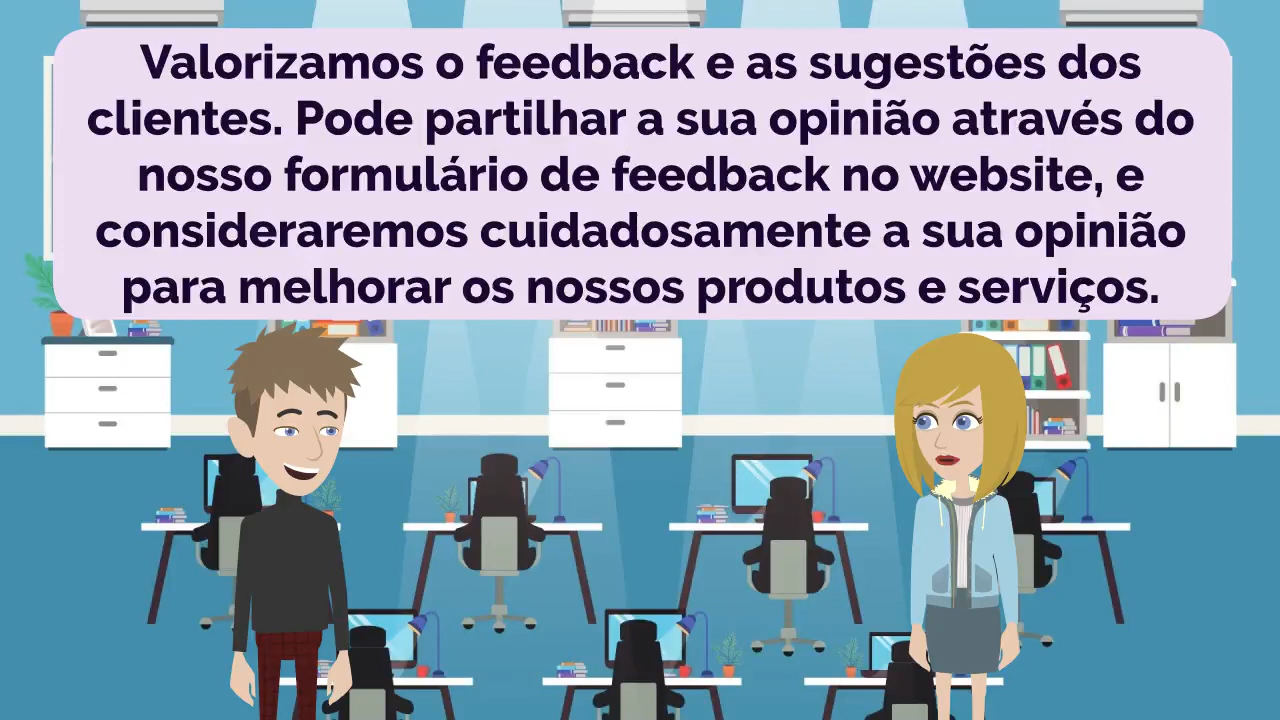 Valorizamos o feedback e as sugestões dos
clientes. Pode partilhar a sua opinião através do
nosso formulário de feedback no website, e
consideraremos cuidadosamente a sua opinião
para melhorar os nossos produtos e serviços.